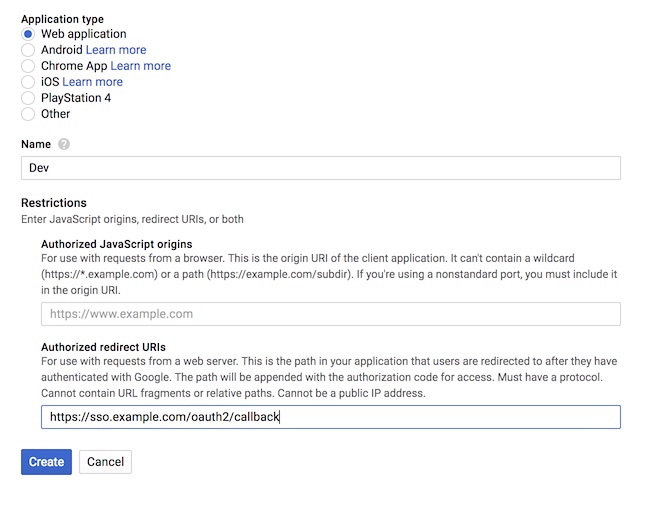 Application type
Web application
Android Learn more
Chrome App Learn more
iOS Learn more
PlayStation 4
Other
Name ?
Dev
Restrictions
Enter JavaScript origins, redirect URIs, or both
Authorized JavaScript origins
For use with requests from a browser. This is the origin URI of the client application. It can't contain a wildcard
(https://*.example.com) or a path (https://example.com/subdir). If you're using a nonstandard port, you must include it
in the origin URI.
https://www.example.com
Authorized redirect URIs
For use with requests from a web server. This is the path in your application that users are redirected to after they have
authenticated with Google. The path will be appended with the authorization code for access. Must have a protocol.
Cannot contain URL fragments or relative paths. Cannot be a public IP address.
https://sso.example.com/oauth2/callback
Create Cancel